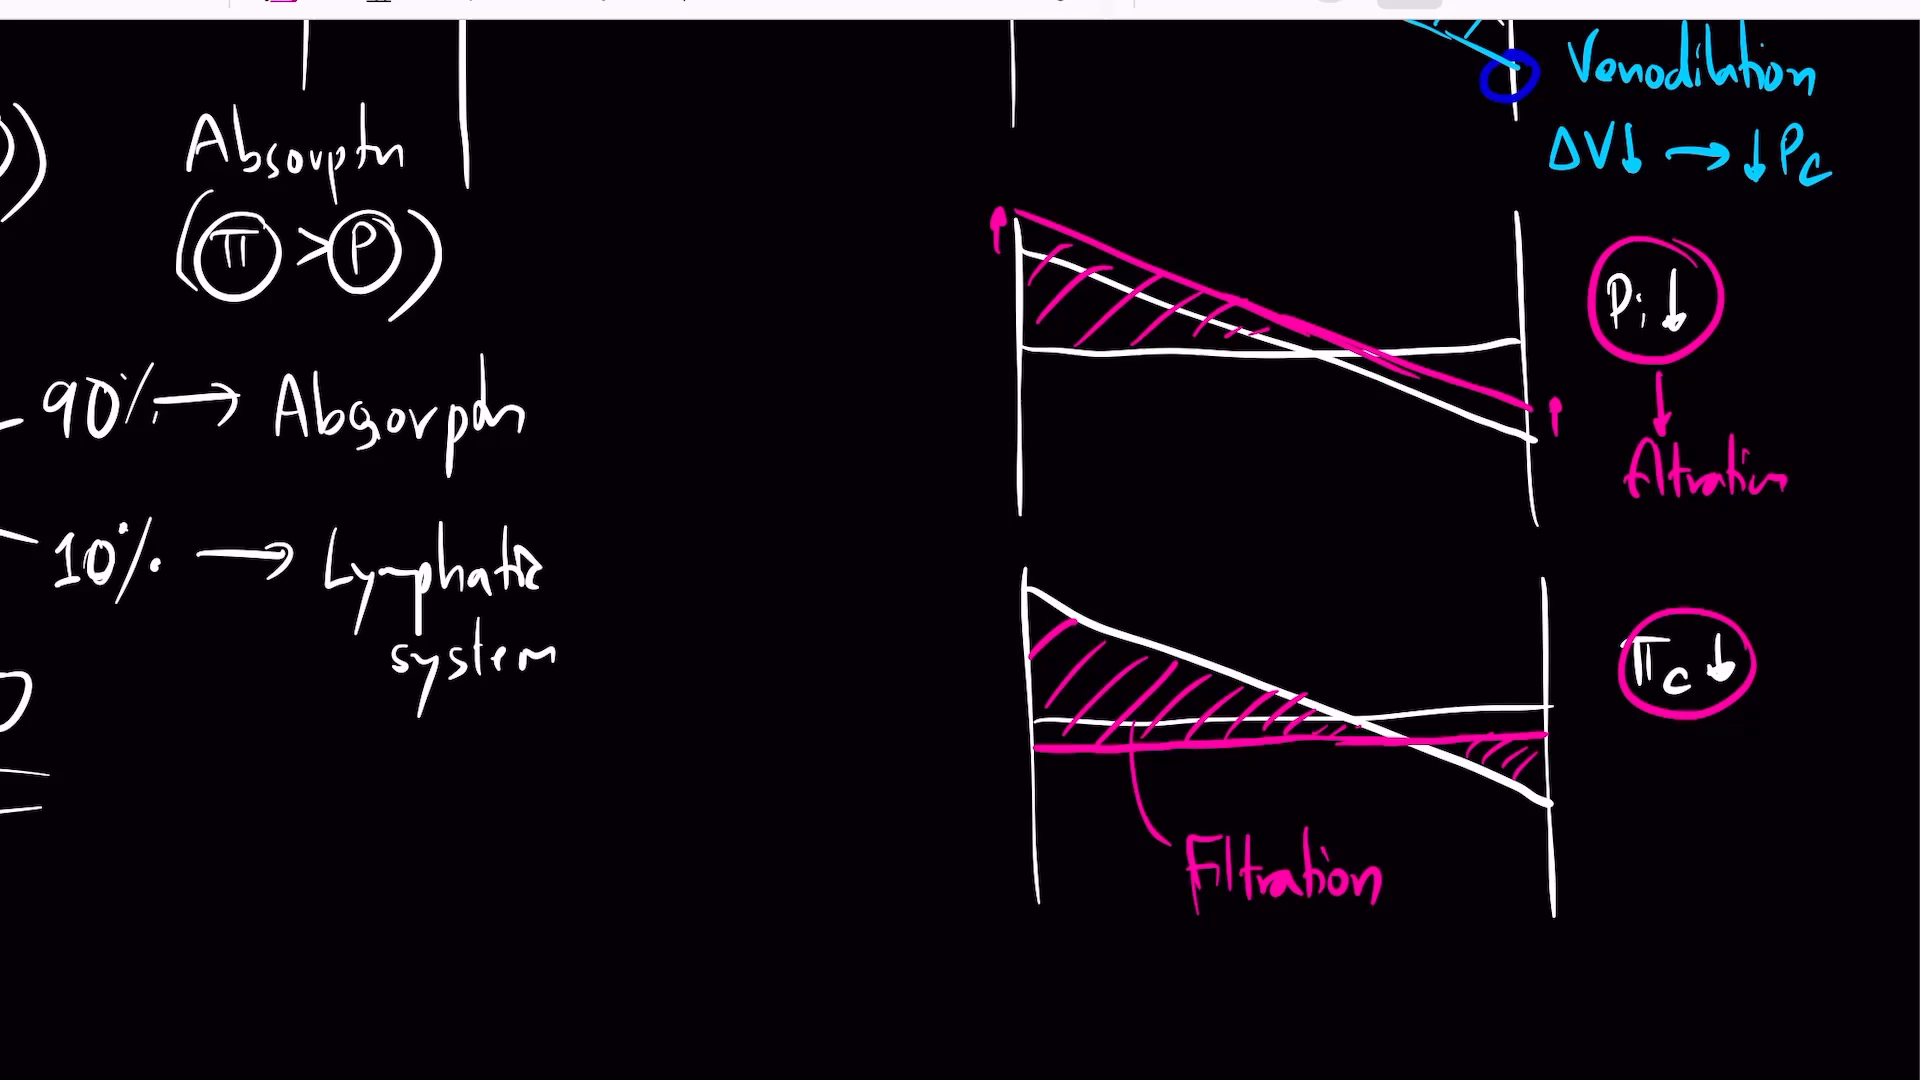 Absorptn
(π > P)
90% → Absorptn
10% → Lymphatic
system
Venodilation
ΔV↓ → ↓Pc
Pi↓
↓
Filtration
πc↓
Filtration